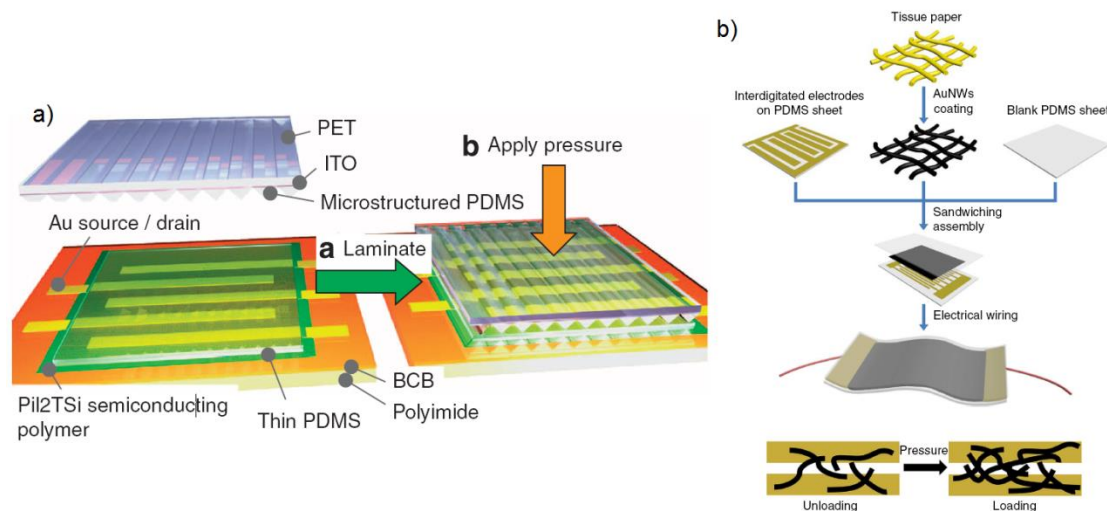 a)
PET
ITO
Microstructured PDMS
Au source / drain
a Laminate
b Apply pressure
BCB
Polyimide
Thin PDMS
PiI2TSi semiconducting
polymer
b)
Tissue paper
Interdigitated electrodes
on PDMS sheet
AuNWs
coating
Blank PDMS sheet
Sandwiching
assembly
Electrical wiring
Pressure
Unloading
Loading